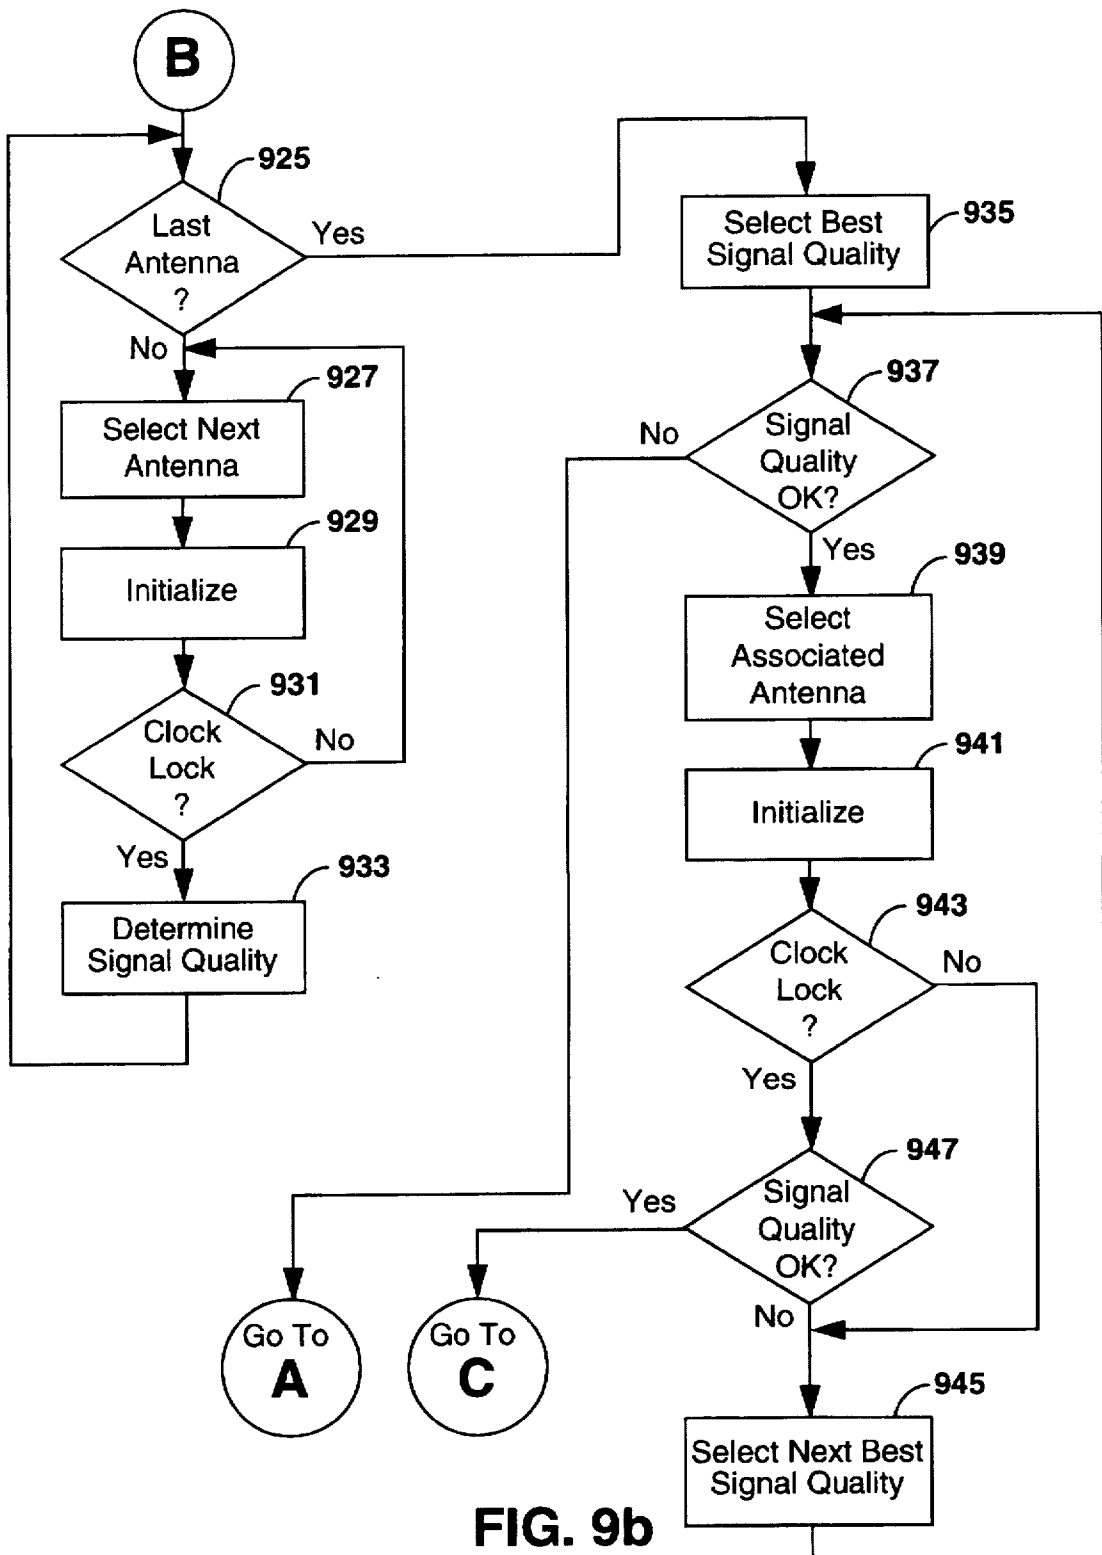 B
925
Last
Antenna
?
Yes
No
927
Select Next
Antenna
929
Initialize
931
Clock
Lock
?
No
Yes
933
Determine
Signal Quality
935
Select Best
Signal Quality
937
Signal
Quality
OK?
No
Yes
939
Select
Associated
Antenna
941
Initialize
943
Clock
Lock
?
No
Yes
947
Signal
Quality
OK?
Yes
No
Go To
A
Go To
C
945
Select Next Best
Signal Quality
FIG. 9b